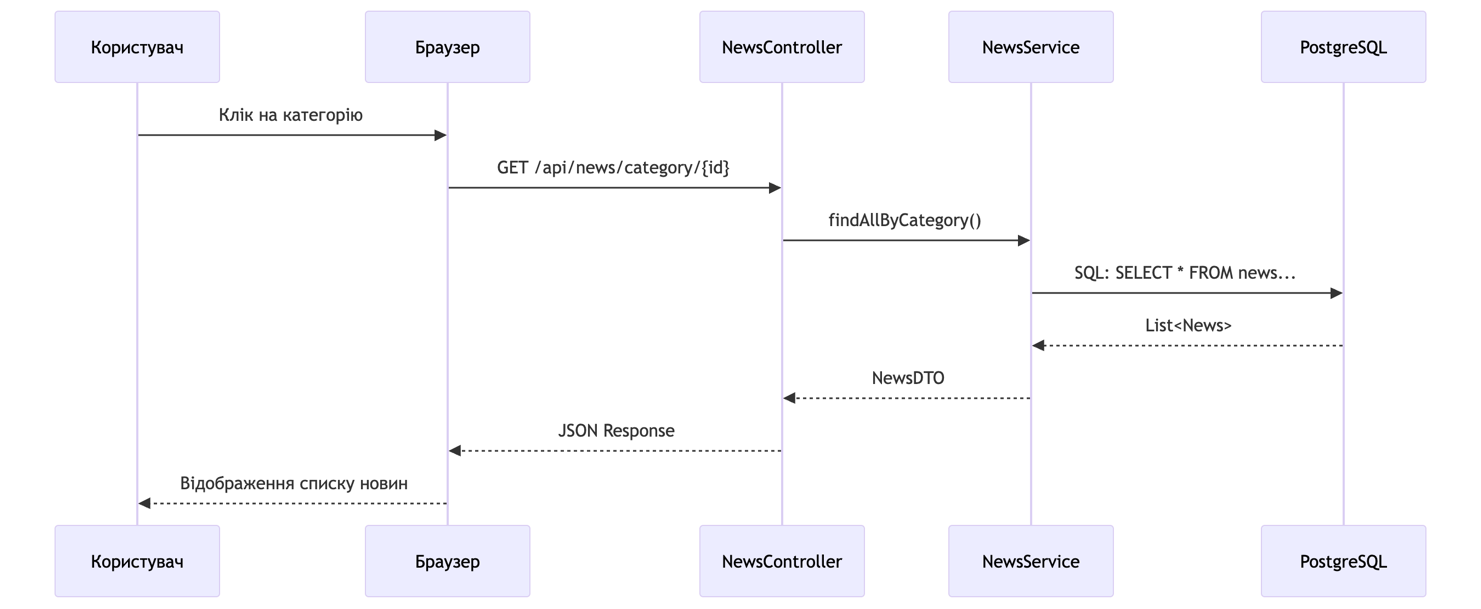 Користувач
Браузер
NewsController
NewsService
PostgreSQL
Клік на категорію
GET /api/news/category/{id}
findAllByCategory()
SQL: SELECT * FROM news...
List<News>
NewsDTO
JSON Response
Відображення списку новин
Користувач
Браузер
NewsController
NewsService
PostgreSQL